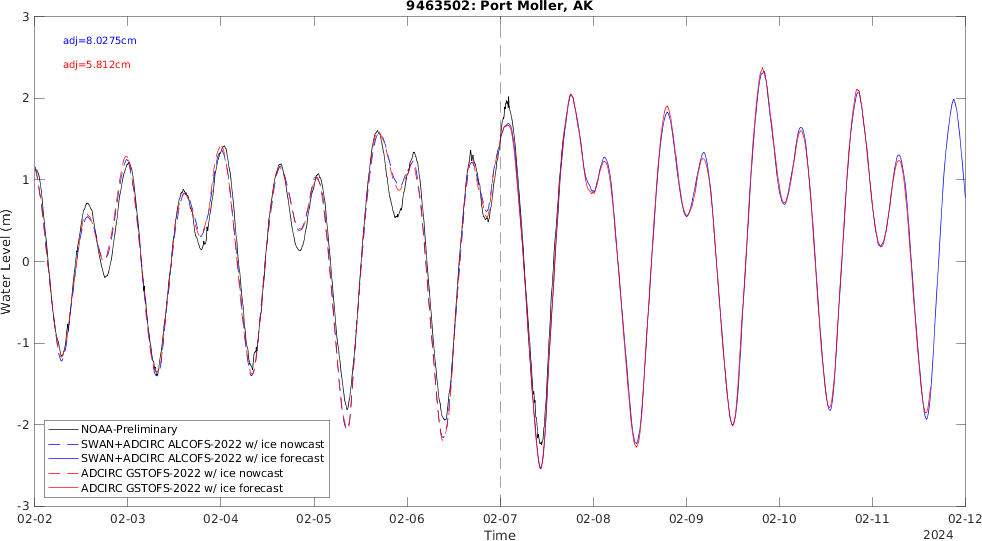 9463502: Port Moller, AK
adj=8.0275cm
adj=5.812cm
Water Level (m)
3
2
1
0
-1
-2
-3
NOAA-Preliminary
SWAN+ADCIRC ALCOFS-2022 w/ ice nowcast
SWAN+ADCIRC ALCOFS-2022 w/ ice forecast
ADCIRC GSTOFS-2022 w/ ice nowcast
ADCIRC GSTOFS-2022 w/ ice forecast
02-02 02-03 02-04 02-05 02-06 02-07 02-08 02-09 02-10 02-11 02-12
Time
2024